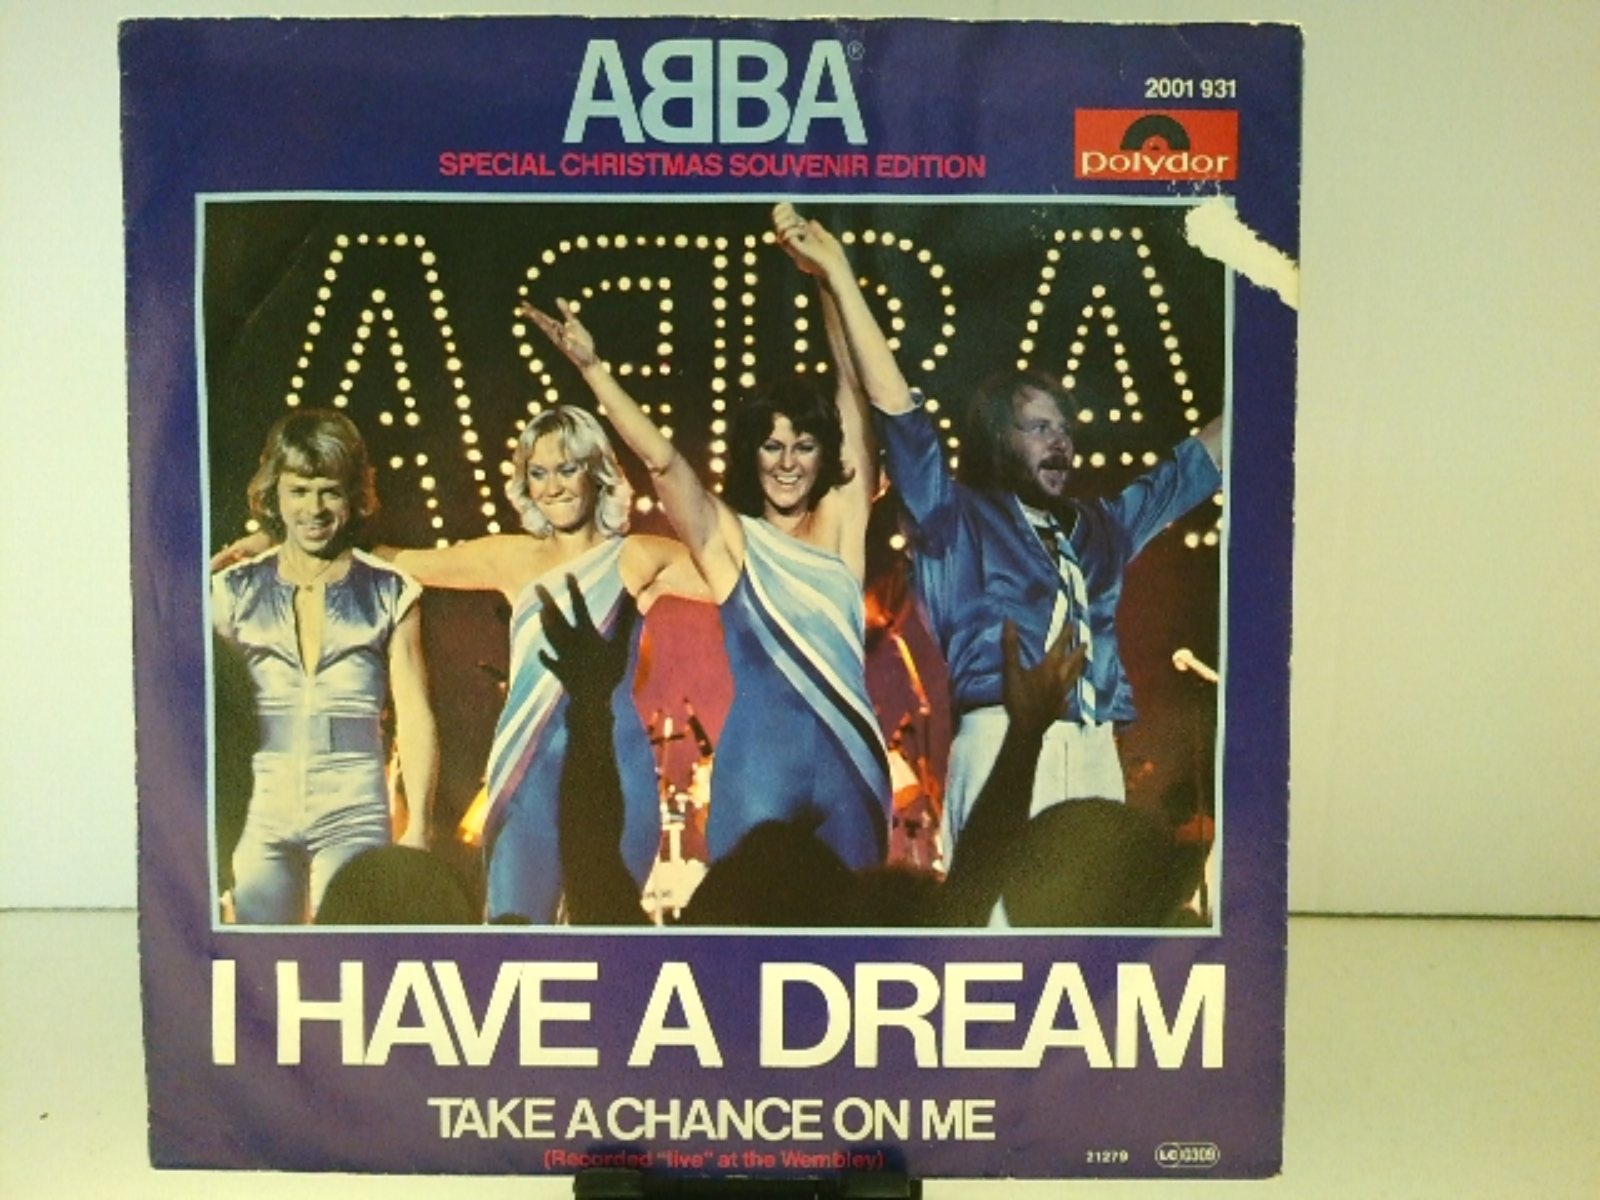 ABBA®
2001 931
polydor
SPECIAL CHRISTMAS SOUVENIR EDITION
ABBA
I HAVE A DREAM
TAKE A CHANCE ON ME
(Recorded "live" at the Wembley)
21279 LC 0309